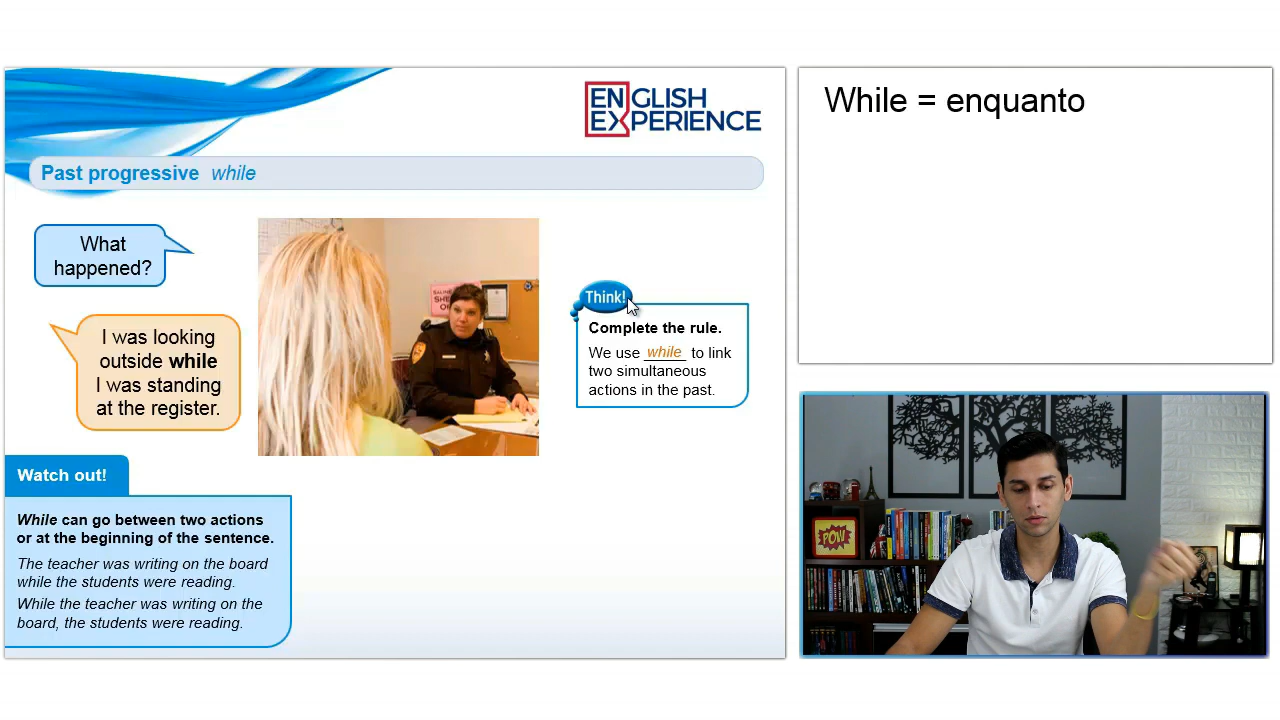 ENGLISH
EXPERIENCE
Past progressive while
What
happened?
I was looking
outside while
I was standing
at the register.
Think!
Complete the rule.
We use while to link
two simultaneous
actions in the past.
Watch out!
While can go between two actions
or at the beginning of the sentence.
The teacher was writing on the board
while the students were reading.
While the teacher was writing on the
board, the students were reading.
While = enquanto
POW